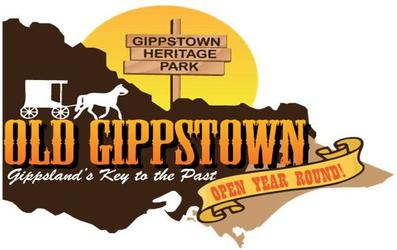 GIPPSTOWN
HERITAGE
PARK
OLD GIPPSTOWN
Gippsland's Key to the Past
OPEN YEAR ROUND!